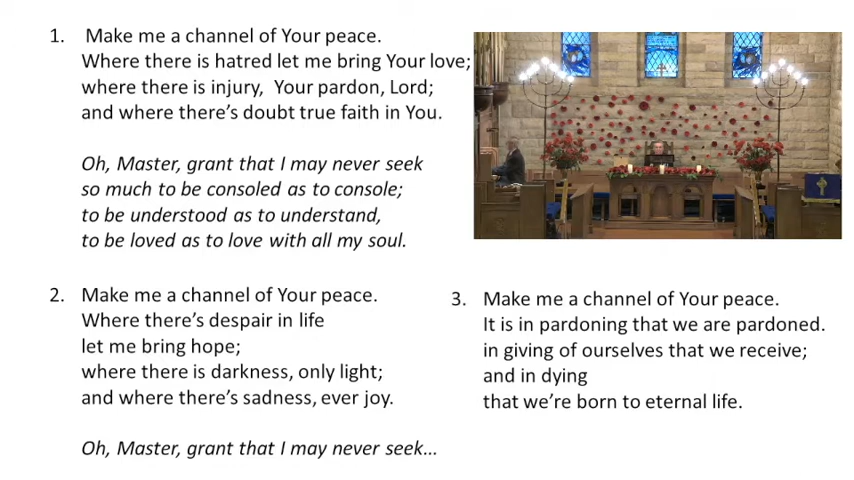 1. Make me a channel of Your peace.
Where there is hatred let me bring Your love;
where there is injury, Your pardon, Lord;
and where there's doubt true faith in You.
Oh, Master, grant that I may never seek
so much to be consoled as to console;
to be understood as to understand,
to be loved as to love with all my soul.
2. Make me a channel of Your peace.
Where there's despair in life
let me bring hope;
where there is darkness, only light;
and where there's sadness, ever joy.
Oh, Master, grant that I may never seek...
3. Make me a channel of Your peace.
It is in pardoning that we are pardoned.
in giving of ourselves that we receive;
and in dying
that we're born to eternal life.